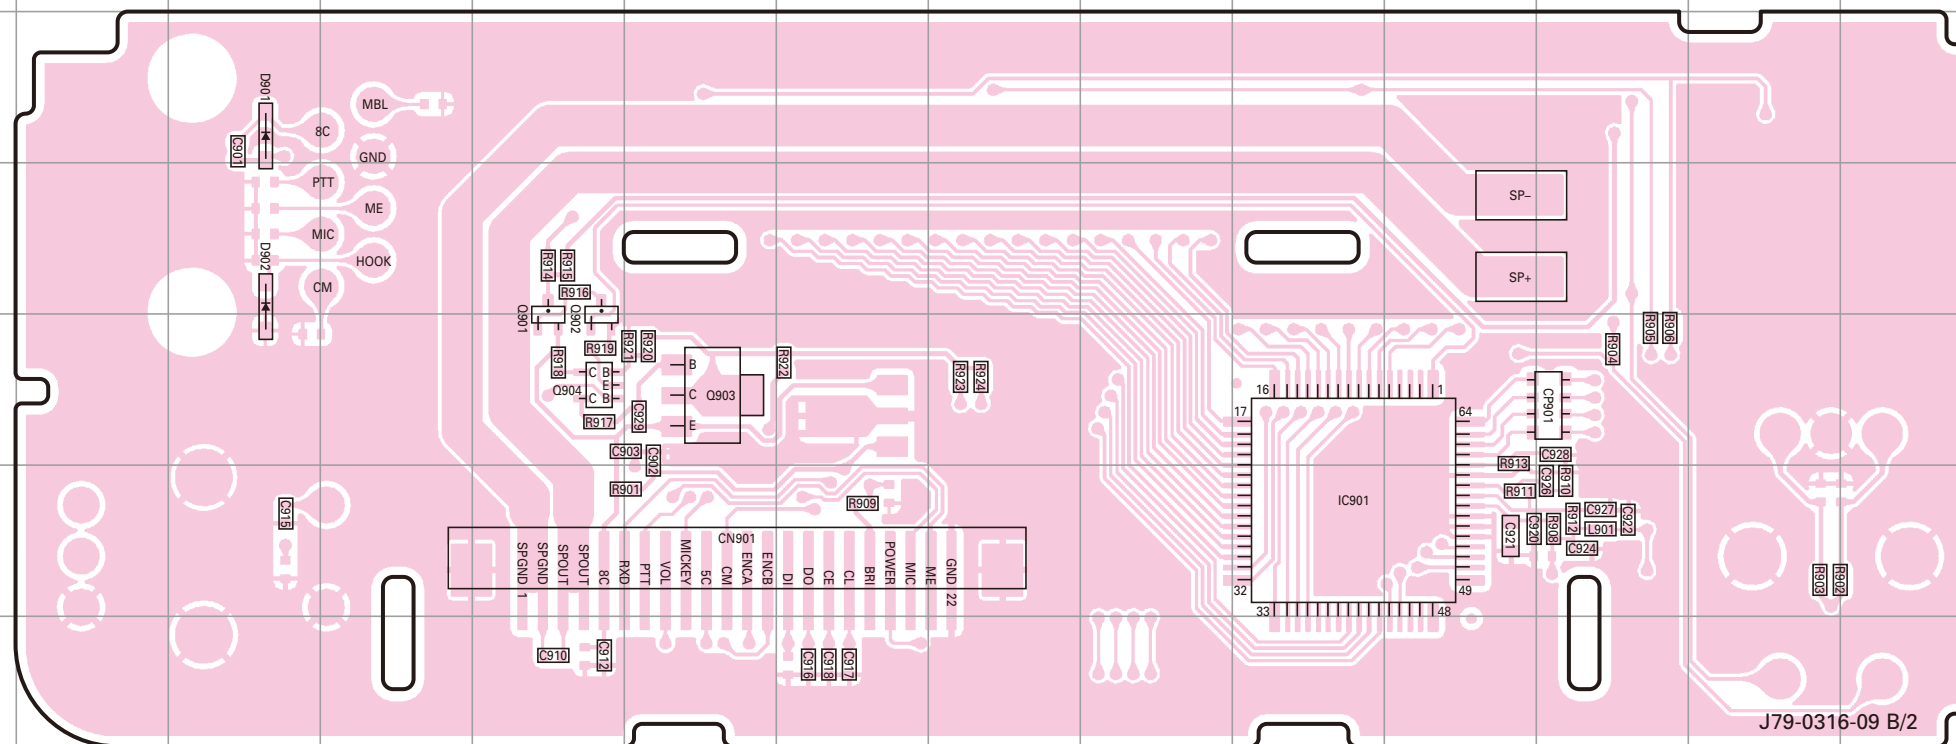 D901
MBL
8C
C901
GND
PTT
ME
MIC
D902
HOOK
CM
SP–
SP+
R914
R915
R916
Q901
Q902
R905
R906
R904
R918
R919
R921
R920
R922
R923
R924
B
C
E
Q903
C B
E
C B
Q904
16
1
17
64
CP901
R917
C929
C903
C902
R901
R909
R913
C928
C926
R910
R911
IC901
C915
R912
C927
C922
L901
C921
C920
R908
C924
CN901
SPGND
SPGND
SPOUT
SPOUT
8C
RXD
PTT
VOL
MICKEY
5C
CM
ENCA
ENCB
DI
DO
CE
CL
BRI
POWER
MIC
ME
GND
1
22
32
49
33
48
R903
R902
C910
C912
C916
C918
C917
J79-0316-09 B/2